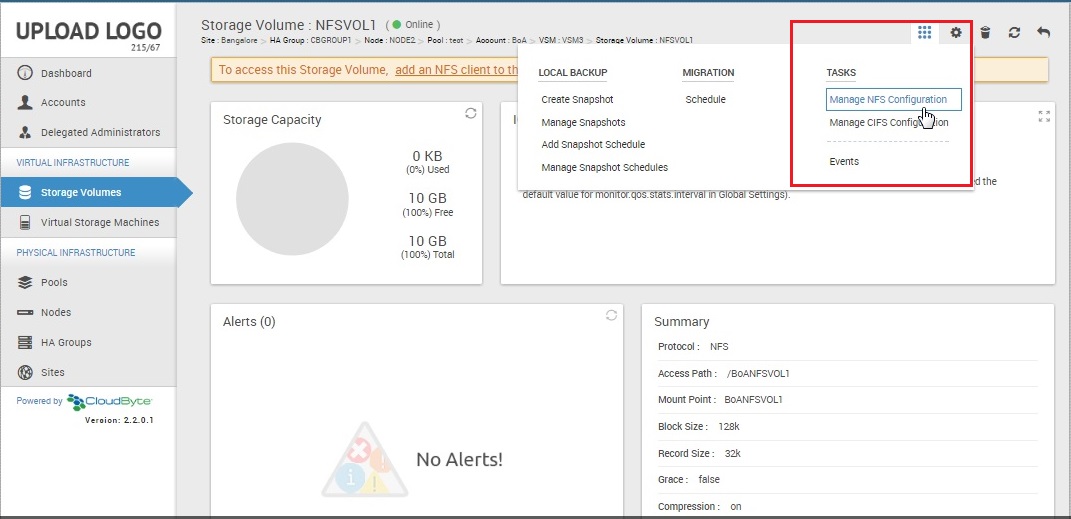 UPLOAD LOGO
215/67
Dashboard
Accounts
Delegated Administrators
VIRTUAL INFRASTRUCTURE
Storage Volumes
Virtual Storage Machines
PHYSICAL INFRASTRUCTURE
Pools
Nodes
HA Groups
Sites
Powered by CloudByte
Version: 2.2.0.1
Storage Volume : NFSVOL1 ( Online )
Site : Bangalore > HA Group : CBGROUP1 > Node : NODE2 > Pool : test > Account : BoA > VSM : VSM3 > Storage Volume : NFSVOL1
To access this Storage Volume, add an NFS client to th
LOCAL BACKUP
Create Snapshot
Manage Snapshots
Add Snapshot Schedule
Manage Snapshot Schedules
MIGRATION
Schedule
TASKS
Manage NFS Configuration
Manage CIFS Configuration
Events
Storage Capacity
0 KB
(0%) Used
10 GB
(100%) Free
10 GB
(100%) Total
d the
default value for monitor.qos.stats.interval in Global Settings).
Alerts (0)
No Alerts!
Summary
Protocol : NFS
Access Path : /BoANFSVOL1
Mount Point : BoANFSVOL1
Block Size : 128k
Record Size : 32k
Grace : false
Compression : on